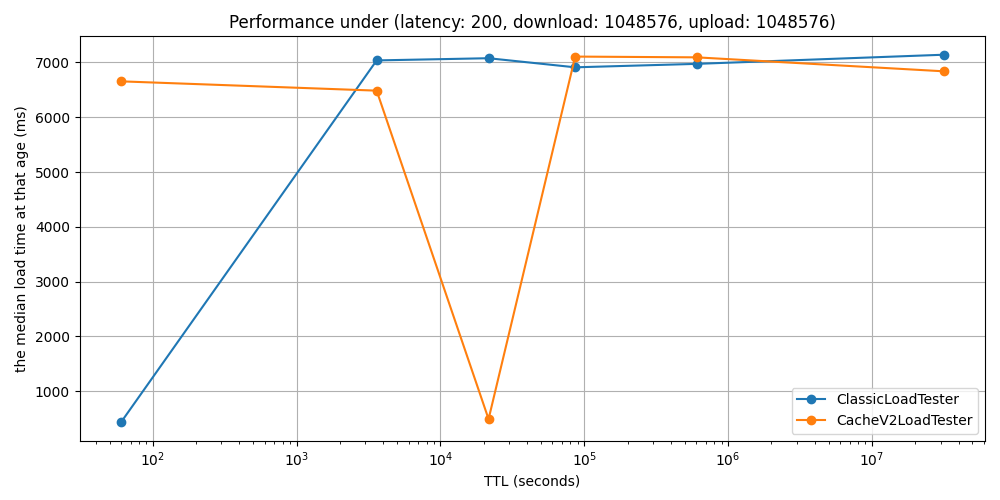 Performance under (latency: 200, download: 1048576, upload: 1048576)
the median load time at that age (ms)
7000
6000
5000
4000
3000
2000
1000
10²
10³
10⁴
10⁵
10⁶
10⁷
TTL (seconds)
ClassicLoadTester
CacheV2LoadTester